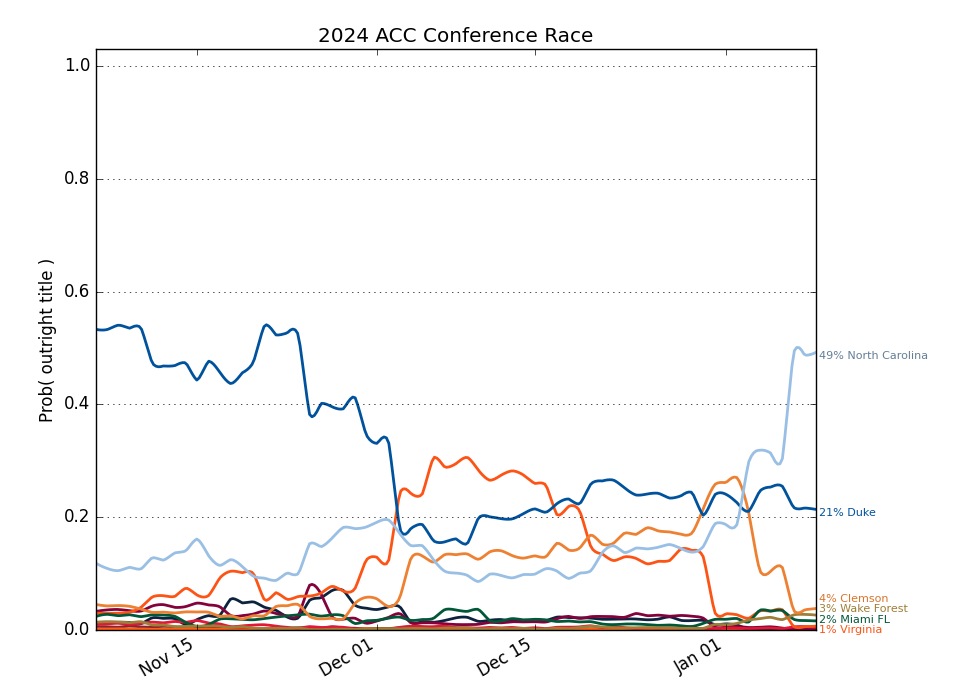 2024 ACC Conference Race
1.0
0.8
0.6
0.4
0.2
0.0
Prob( outright title )
49% North Carolina
21% Duke
4% Clemson
3% Wake Forest
2% Miami FL
1% Virginia
Nov 15
Dec 01
Dec 15
Jan 01